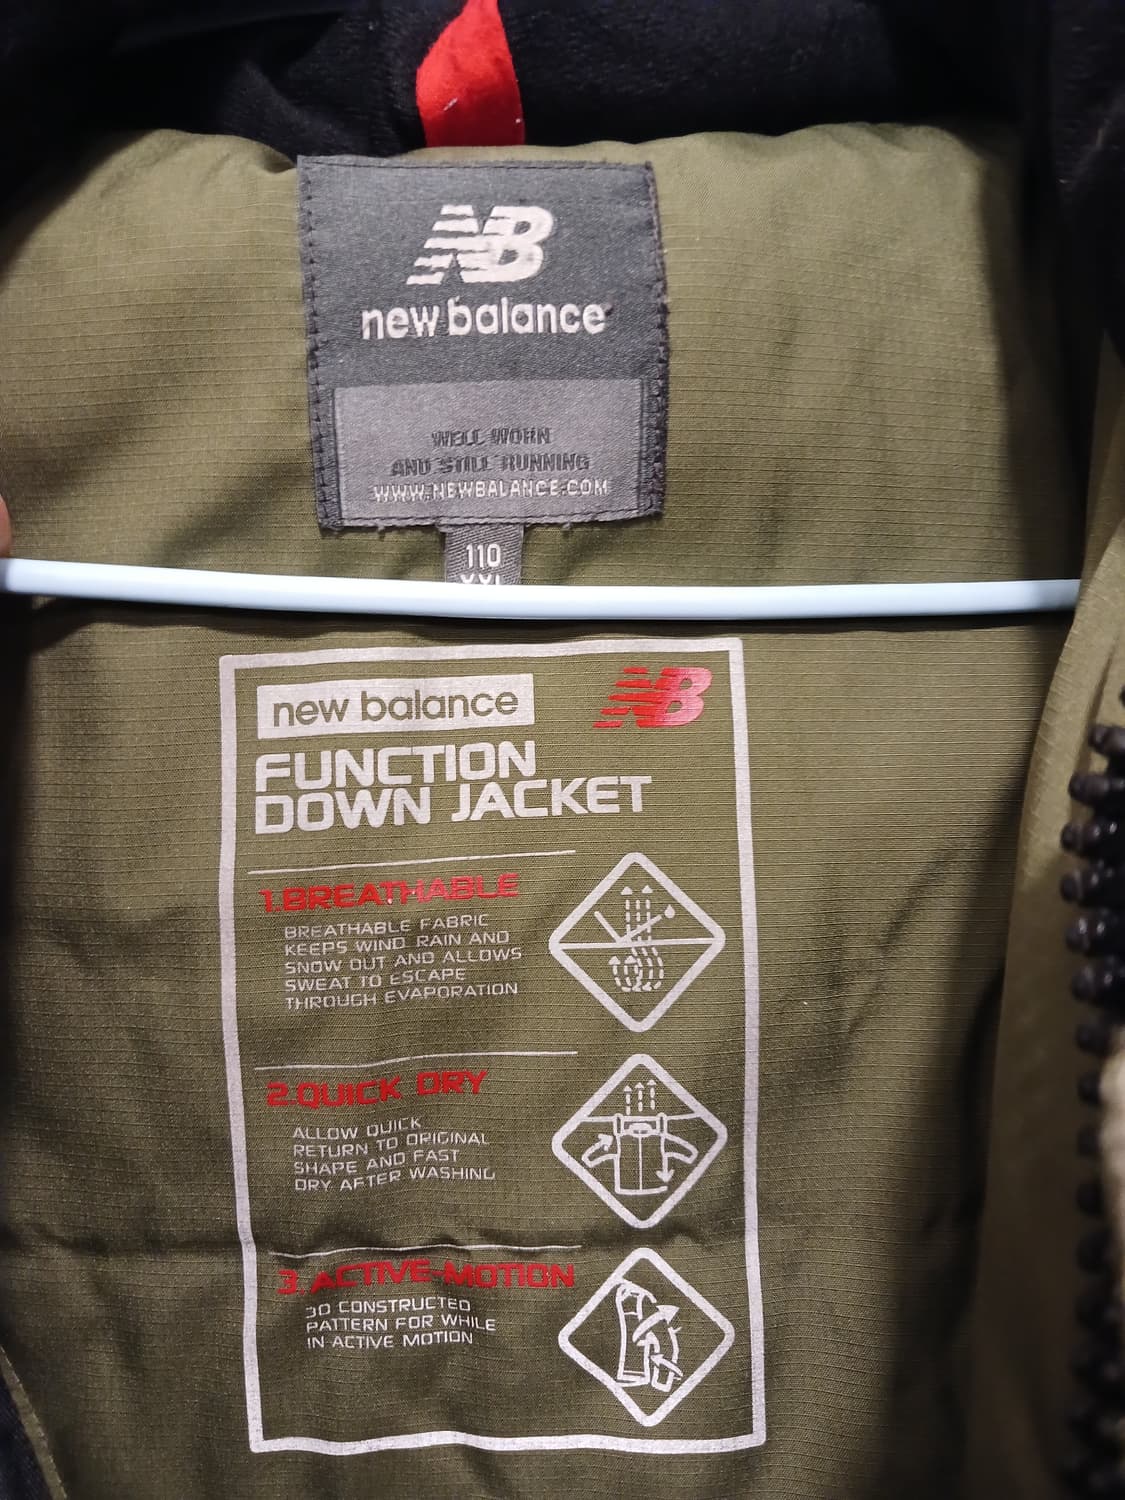 NB
new balance
WELL WORN
AND STILL RUNNING
WWW.NEWBALANCE.COM
110
new balance
NB
FUNCTION
DOWN JACKET
1.BREATHABLE
BREATHABLE FABRIC
KEEPS WIND RAIN AND
SNOW OUT AND ALLOWS
SWEAT TO ESCAPE
THROUGH EVAPORATION
2.QUICK DRY
ALLOW QUICK
RETURN TO ORIGINAL
SHAPE AND FAST
DRY AFTER WASHING
3.ACTIVE-MOTION
3D CONSTRUCTED
PATTERN FOR WHILE
IN ACTIVE MOTION